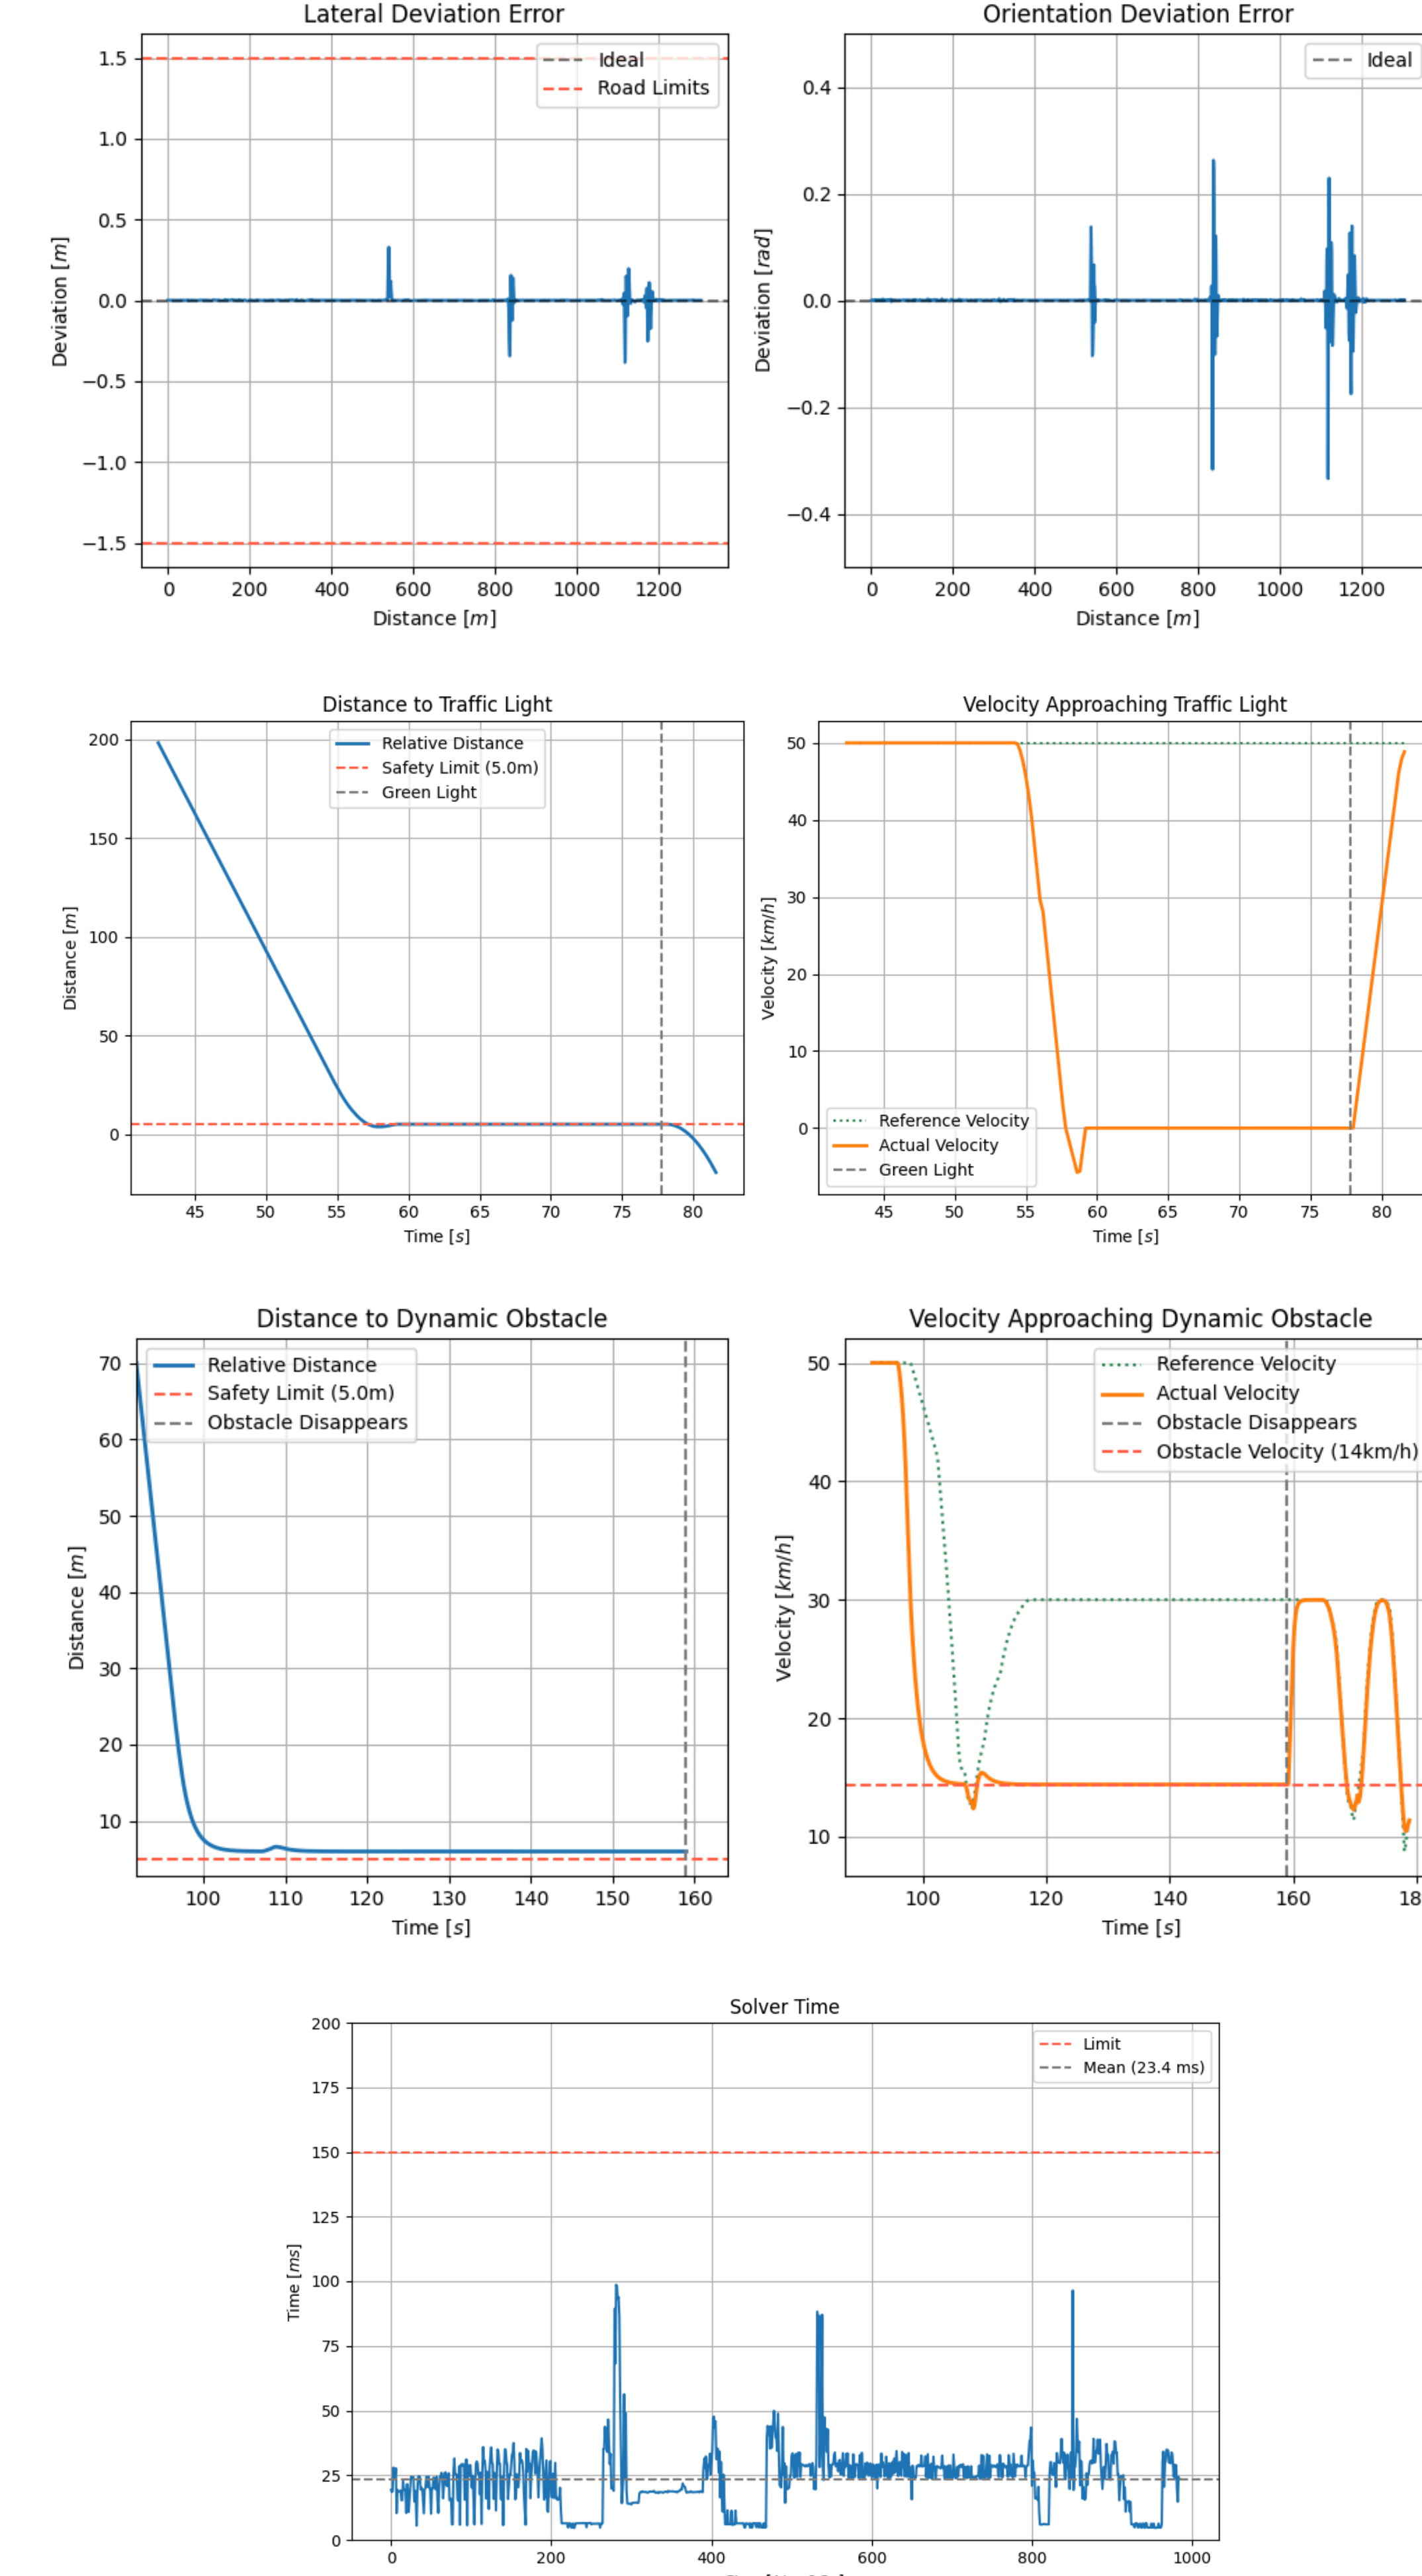 Lateral Deviation Error
1.5
1.0
0.5
0.0
−0.5
−1.0
−1.5
Deviation [m]
Ideal
Road Limits
0 200 400 600 800 1000 1200
Distance [m]
Orientation Deviation Error
0.4
0.2
0.0
−0.2
−0.4
Deviation [rad]
Ideal
0 200 400 600 800 1000 1200
Distance [m]
Distance to Traffic Light
200
150
100
50
0
Distance [m]
Relative Distance
Safety Limit (5.0m)
Green Light
45 50 55 60 65 70 75 80
Time [s]
Velocity Approaching Traffic Light
50
40
30
20
10
0
Velocity [km/h]
Reference Velocity
Actual Velocity
Green Light
45 50 55 60 65 70 75 80
Time [s]
Distance to Dynamic Obstacle
70
60
50
40
30
20
10
Distance [m]
Relative Distance
Safety Limit (5.0m)
Obstacle Disappears
100 110 120 130 140 150 160
Time [s]
Velocity Approaching Dynamic Obstacle
50
40
30
20
10
Velocity [km/h]
Reference Velocity
Actual Velocity
Obstacle Disappears
Obstacle Velocity (14km/h)
100 120 140 160 18
Time [s]
Solver Time
200
175
150
125
100
75
50
25
0
Time [ms]
Limit
Mean (23.4 ms)
0 200 400 600 800 1000